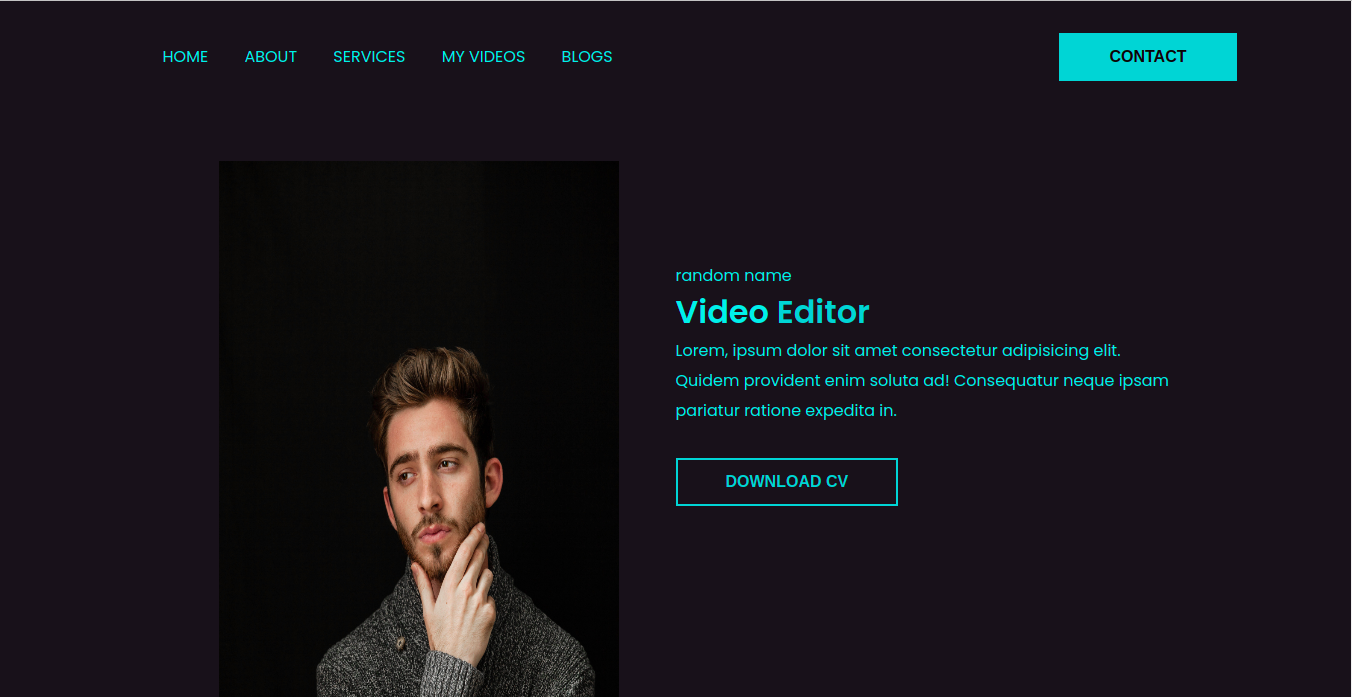 HOME ABOUT SERVICES MY VIDEOS BLOGS CONTACT
random name
Video Editor
Lorem, ipsum dolor sit amet consectetur adipisicing elit.
Quidem provident enim soluta ad! Consequatur neque ipsam
pariatur ratione expedita in.
DOWNLOAD CV